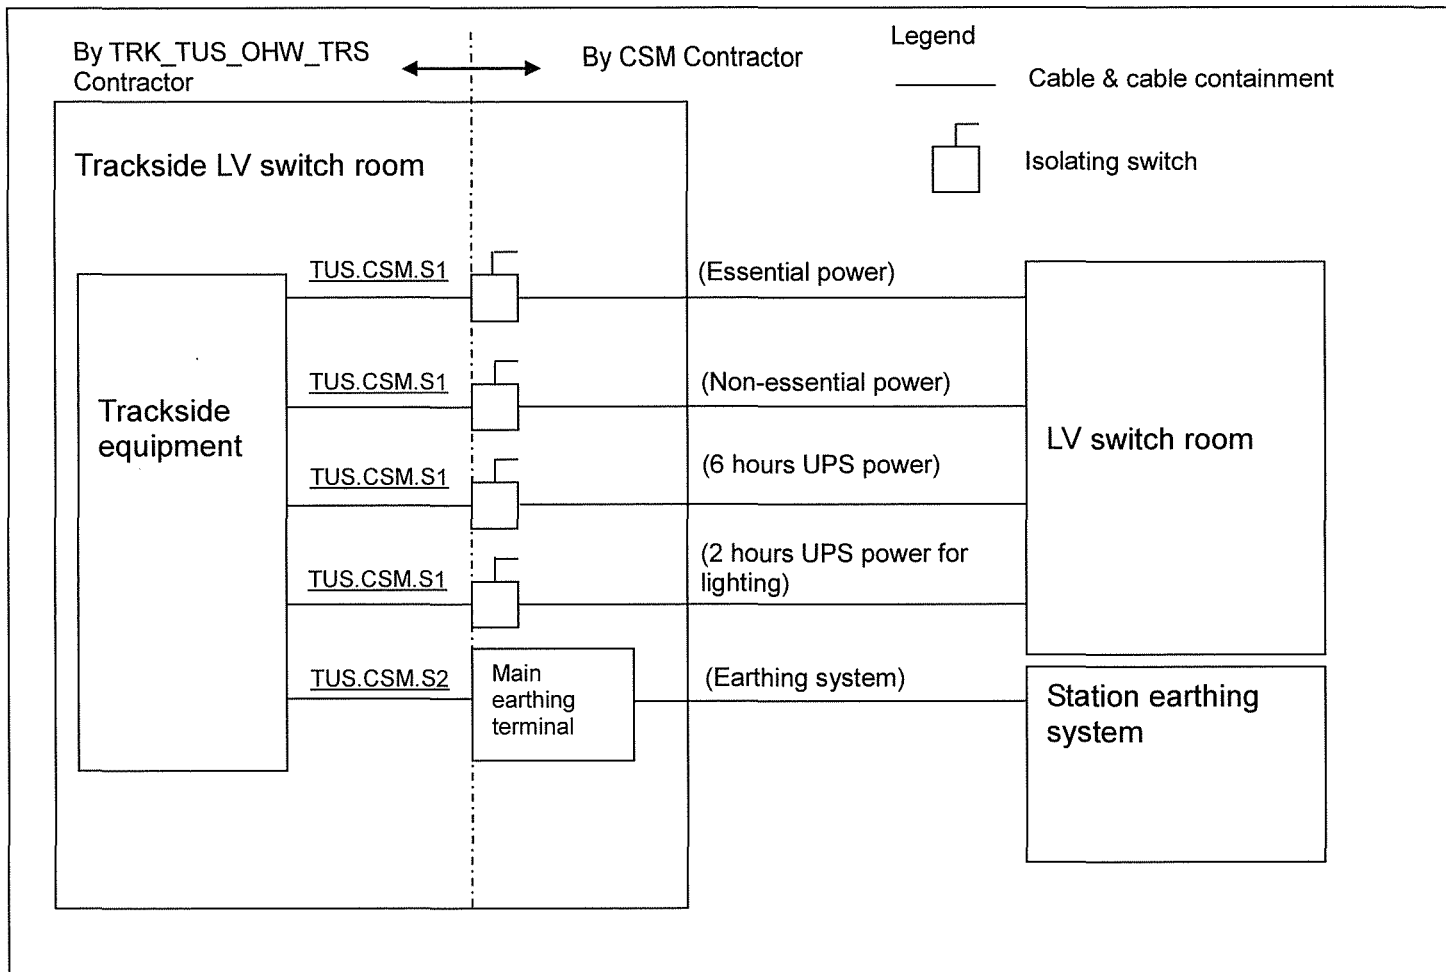 By TRK_TUS_OHW_TRS
Contractor
By CSM Contractor
Legend
Cable & cable containment
Isolating switch
Trackside LV switch room
TUS.CSM.S1
(Essential power)
TUS.CSM.S1
(Non-essential power)
Trackside
equipment
LV switch room
TUS.CSM.S1
(6 hours UPS power)
TUS.CSM.S1
(2 hours UPS power for
lighting)
TUS.CSM.S2
Main
earthing
terminal
(Earthing system)
Station earthing
system